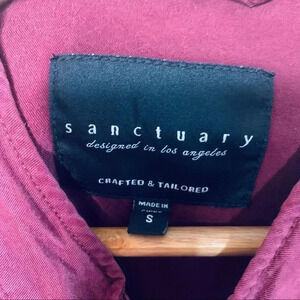 sanctuary
designed in los angeles
CRAFTED & TAILORED
MADE IN
S